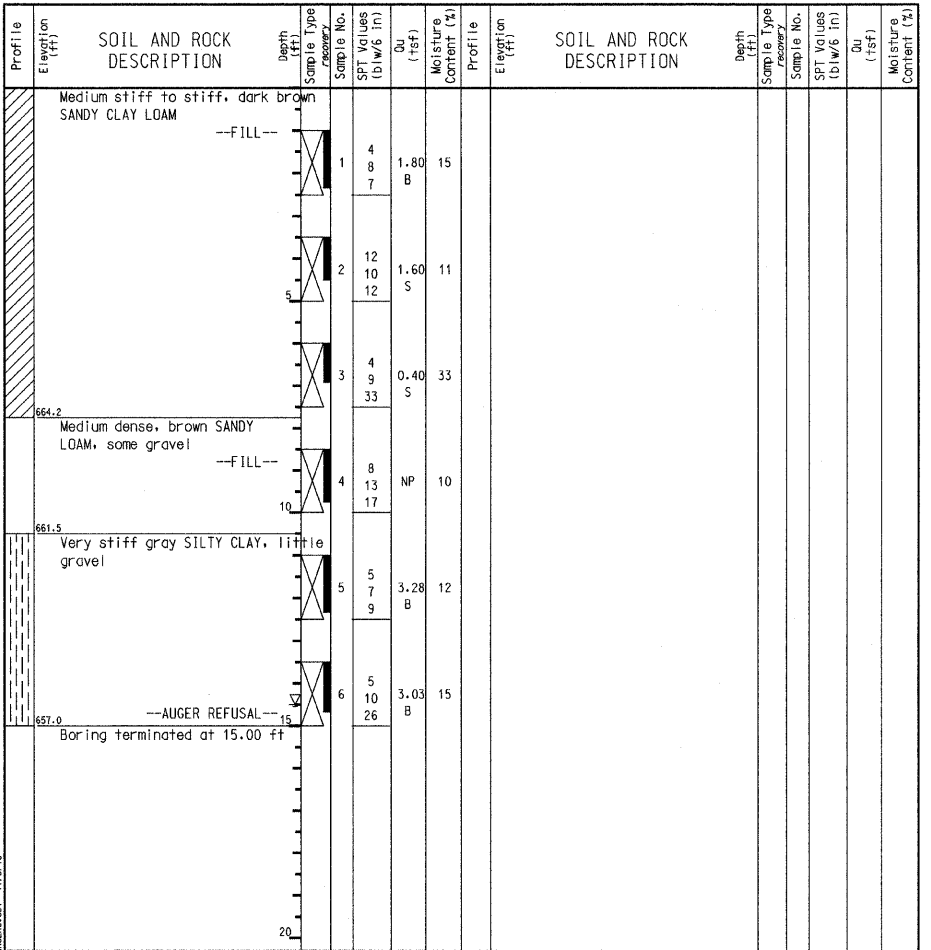 Profile
Elevation (ft)
SOIL AND ROCK DESCRIPTION
Depth (ft)
Sample Type recovery
Sample No.
SPT Values (blw/6 in)
Qu (tsf)
Moisture Content (%)
Profile
Elevation (ft)
SOIL AND ROCK DESCRIPTION
Depth (ft)
Sample Type recovery
Sample No.
SPT Values (blw/6 in)
Qu (tsf)
Moisture Content (%)
Medium stiff to stiff, dark brown
SANDY CLAY LOAM
--FILL--
4
1 8 1.80 15
7 B
12
2 10 1.60 11
5 12 S
4
3 9 0.40 33
33 S
664.2
Medium dense, brown SANDY
LOAM, some gravel
--FILL--
8
4 13 NP 10
10 17
661.5
Very stiff gray SILTY CLAY, little
gravel
5
5 7 3.28 12
9 B
5
6 10 3.03 15
--AUGER REFUSAL-- 15 26 B
657.0
Boring terminated at 15.00 ft
20